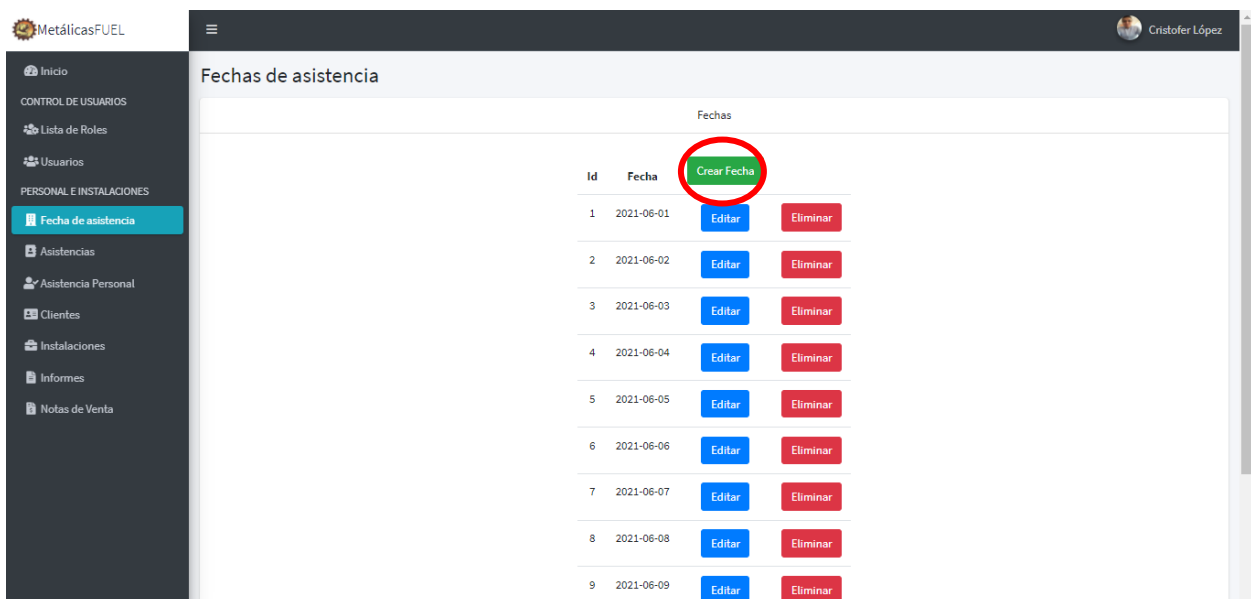 MetálicasFUEL
Cristofer López
Inicio
CONTROL DE USUARIOS
Lista de Roles
Usuarios
PERSONAL E INSTALACIONES
Fecha de asistencia
Asistencias
Asistencia Personal
Clientes
Instalaciones
Informes
Notas de Venta
Fechas de asistencia
Fechas
Id Fecha Crear Fecha
1 2021-06-01 Editar Eliminar
2 2021-06-02 Editar Eliminar
3 2021-06-03 Editar Eliminar
4 2021-06-04 Editar Eliminar
5 2021-06-05 Editar Eliminar
6 2021-06-06 Editar Eliminar
7 2021-06-07 Editar Eliminar
8 2021-06-08 Editar Eliminar
9 2021-06-09 Editar Eliminar